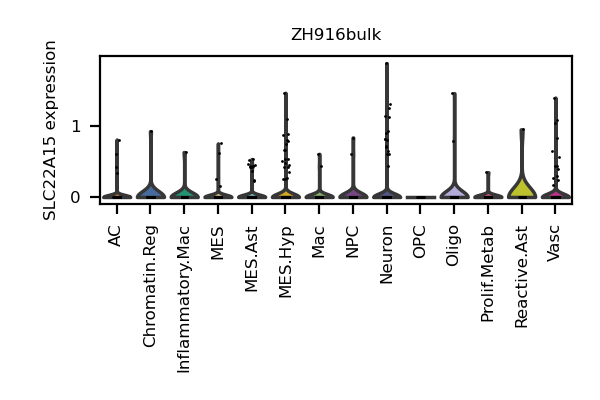 ZH916bulk
SLC22A15 expression
1
0
AC
Chromatin.Reg
Inflammatory.Mac
MES
MES.Ast
MES.Hyp
Mac
NPC
Neuron
OPC
Oligo
Prolif.Metab
Reactive.Ast
Vasc